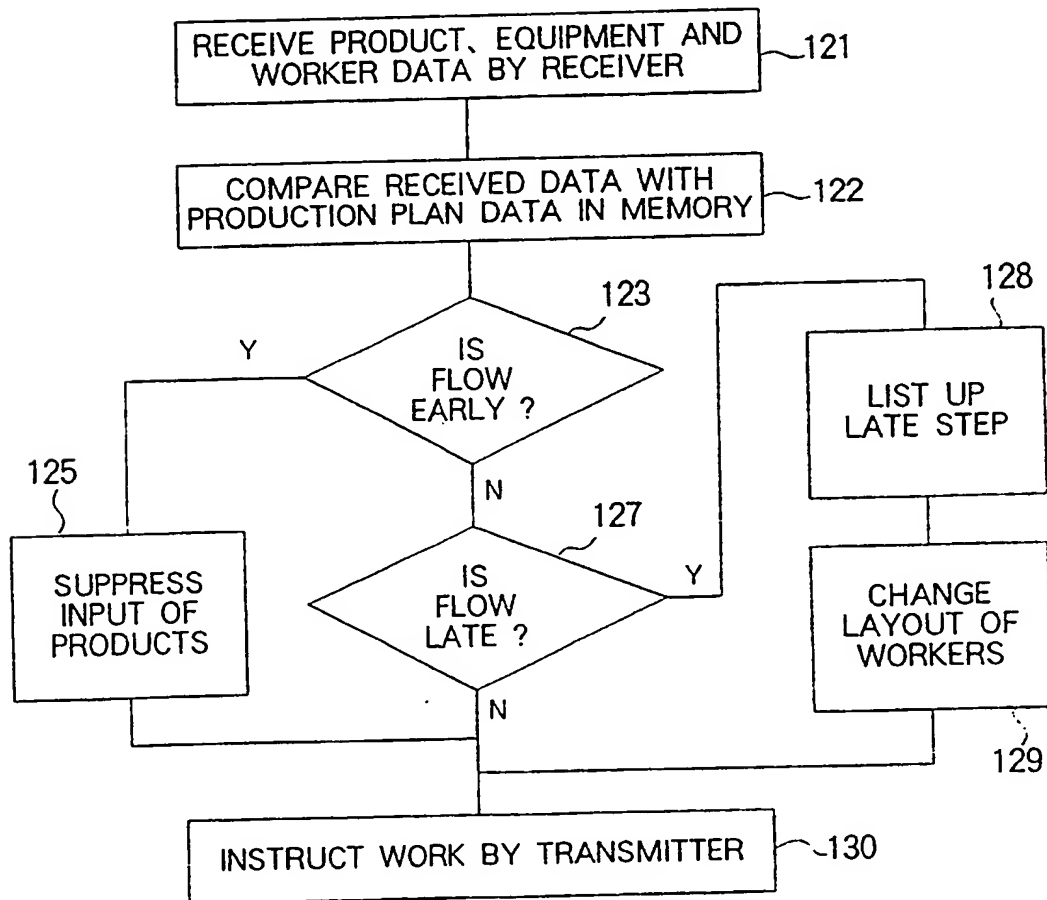 RECEIVE PRODUCT、EQUIPMENT AND
WORKER DATA BY RECEIVER
121
COMPARE RECEIVED DATA WITH
PRODUCTION PLAN DATA IN MEMORY
122
123
IS
FLOW
EARLY ?
Y
N
125
SUPPRESS
INPUT OF
PRODUCTS
127
IS
FLOW
LATE ?
Y
N
128
LIST UP
LATE STEP
CHANGE
LAYOUT OF
WORKERS
129
INSTRUCT WORK BY TRANSMITTER
130